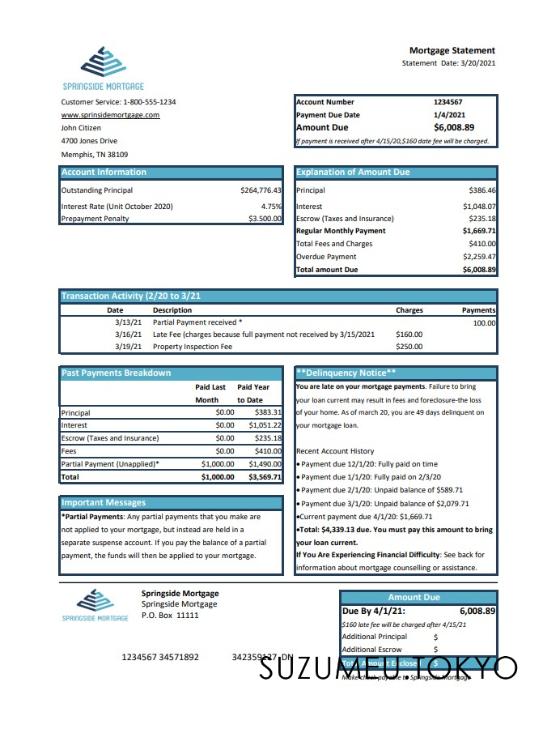 Mortgage Statement
Statement Date: 3/20/2021
SPRINGSIDE MORTGAGE
Customer Service: 1-800-555-1234
www.sprinsidemortgage.com
John Citizen
4700 Jones Drive
Memphis, TN 38109
Account Number 1234567
Payment Due Date 1/4/2021
Amount Due $6,008.89
If payment is received after 4/15/20,$160 date fee will be charged.
Account Information
Outstanding Principal $264,776.43
Interest Rate (Unit October 2020) 4.75%
Prepayment Penalty $3.500.00
Explanation of Amount Due
Principal $386.46
Interest $1,048.07
Escrow (Taxes and Insurance) $235.18
Regular Monthly Payment $1,669.71
Total Fees and Charges $410.00
Overdue Payment $2,259.47
Total amount Due $6,008.89
Transaction Activity (2/20 to 3/21
Date Description Charges Payments
3/13/21 Partial Payment received * 100.00
3/16/21 Late Fee (charges because full payment not received by 3/15/2021 $160.00
3/19/21 Property Inspection Fee $250.00
Past Payments Breakdown
Paid Last Paid Year
Month to Date
Principal $0.00 $383.31
Interest $0.00 $1,051.22
Escrow (Taxes and Insurance) $0.00 $235.18
Fees $0.00 $410.00
Partial Payment (Unapplied)* $1,000.00 $1,490.00
Total $1,000.00 $3,569.71
Important Messages
*Partial Payments: Any partial payments that you make are
not applied to your mortgage, but instead are held in a
separate suspense account. If you pay the balance of a partial
payment, the funds will then be applied to your mortgage.
**Delinquency Notice**
You are late on your mortgage payments. Failure to bring
your loan current may result in fees and foreclosure-the loss
of your home. As of march 20, you are 49 days delinquent on
your mortgage loan.
Recent Account History
• Payment due 12/1/20: Fully paid on time
• Payment due 1/1/20: Fully paid on 2/3/20
• Payment due 2/1/20: Unpaid balance of $589.71
• Payment due 3/1/20: Unpaid balance of $2,079.71
•Current payment due 4/1/20: $1,669.71
•Total: $4,339.13 due. You must pay this amount to bring
your loan current.
If You Are Experiencing Financial Difficulty: See back for
information about mortgage counselling or assistance.
SPRINGSIDE MORTGAGE
Springside Mortgage
Springside Mortgage
P.O. Box 11111
Amount Due
Due By 4/1/21: 6,008.89
$160 late fee will be charged after 4/15/21
Additional Principal $
Additional Escrow $
Total Amount Enclosed $
Make check payable to Springside Mortgage
1234567 34571892 342359127 DN
SUZUMEU TOKYO